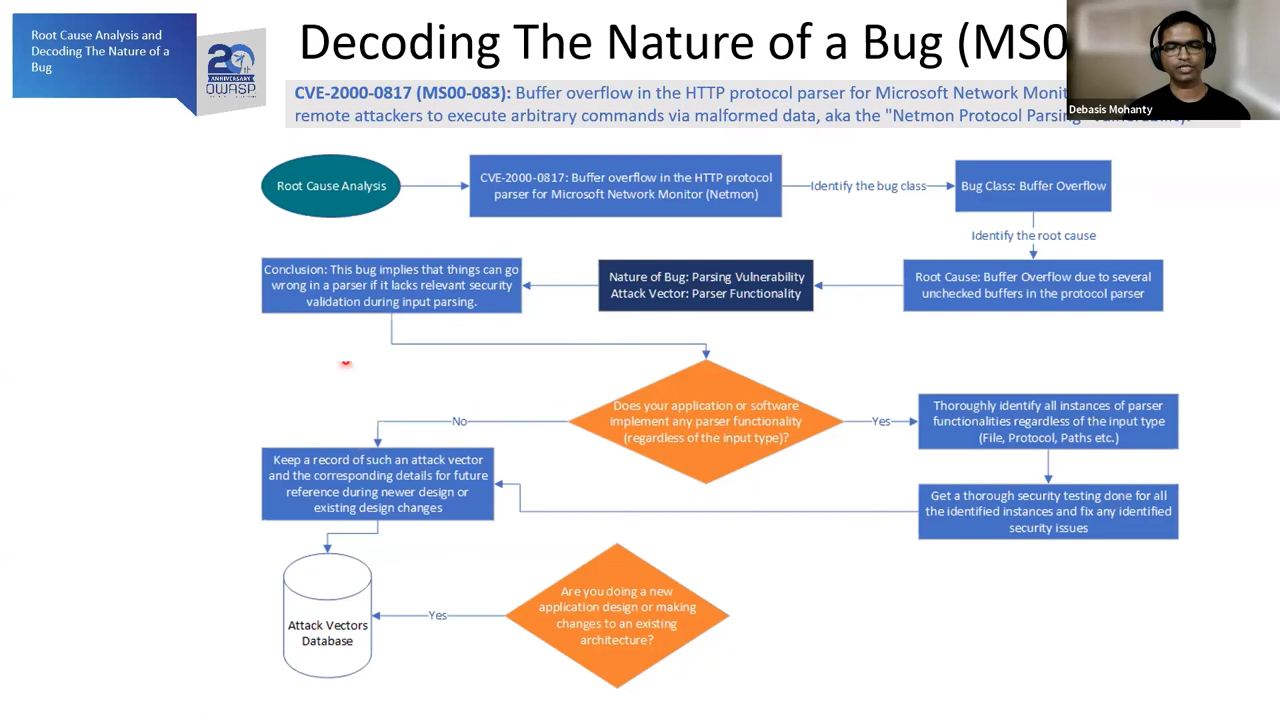 Root Cause Analysis and
Decoding The Nature of a
Bug
20
ANNIVERSARY
OWASP
Decoding The Nature of a Bug (MS0
Debasis Mohanty
CVE-2000-0817 (MS00-083): Buffer overflow in the HTTP protocol parser for Microsoft Network Monit
remote attackers to execute arbitrary commands via malformed data, aka the "Netmon Protocol Parsing" Vulnerability.
Root Cause Analysis
CVE-2000-0817: Buffer overflow in the HTTP protocol
parser for Microsoft Network Monitor (Netmon)
Identify the bug class
Bug Class: Buffer Overflow
Identify the root cause
Conclusion: This bug implies that things can go
wrong in a parser if it lacks relevant security
validation during input parsing.
Nature of Bug: Parsing Vulnerability
Attack Vector: Parser Functionality
Root Cause: Buffer Overflow due to several
unchecked buffers in the protocol parser
Does your application or software
implement any parser functionality
(regardless of the input type)?
No
Yes
Thoroughly identify all instances of parser
functionalities regardless of the input type
(File, Protocol, Paths etc.)
Keep a record of such an attack vector
and the corresponding details for future
reference during newer design or
existing design changes
Get a thorough security testing done for all
the identified instances and fix any identified
security issues
Attack Vectors
Database
Yes
Are you doing a new
application design or making
changes to an existing
architecture?